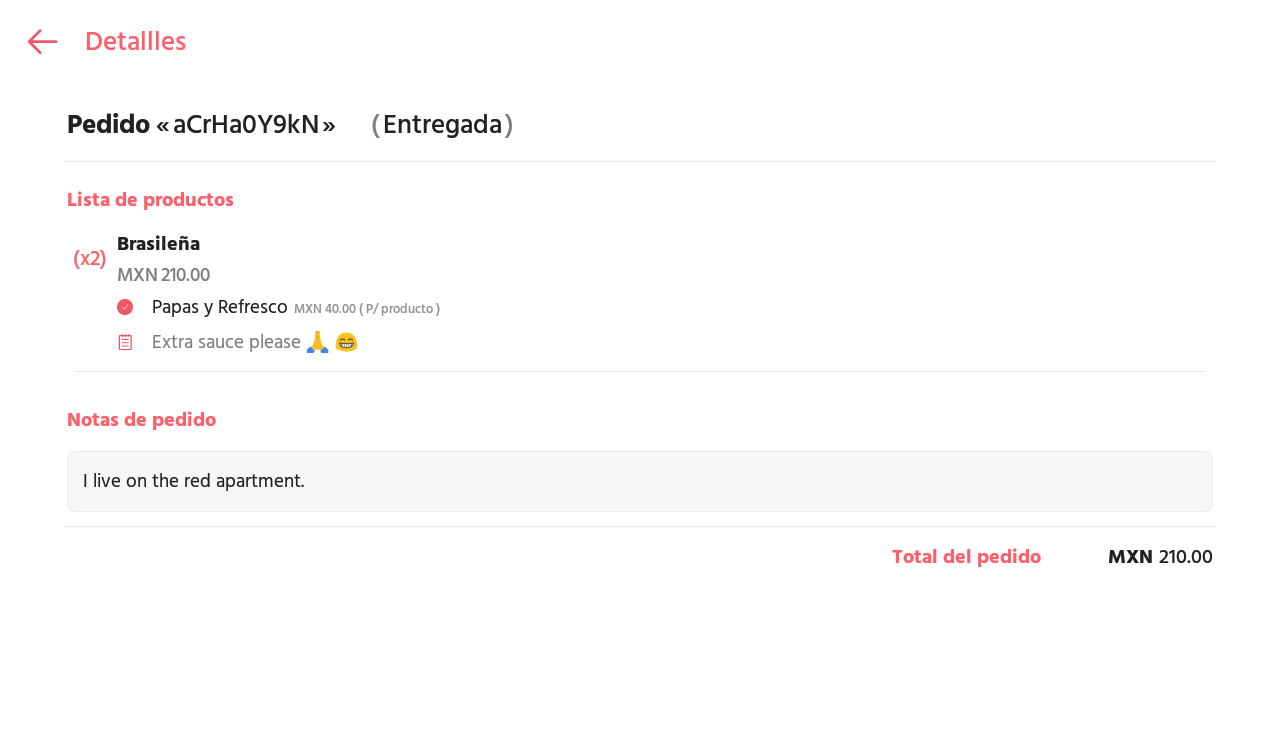 Detallles
Pedido «aCrHa0Y9kN» (Entregada)
Lista de productos
(x2)
Brasileña
MXN 210.00
Papas y Refresco MXN 40.00 ( P/ producto )
Extra sauce please 🙏 😁
Notas de pedido
I live on the red apartment.
Total del pedido MXN 210.00